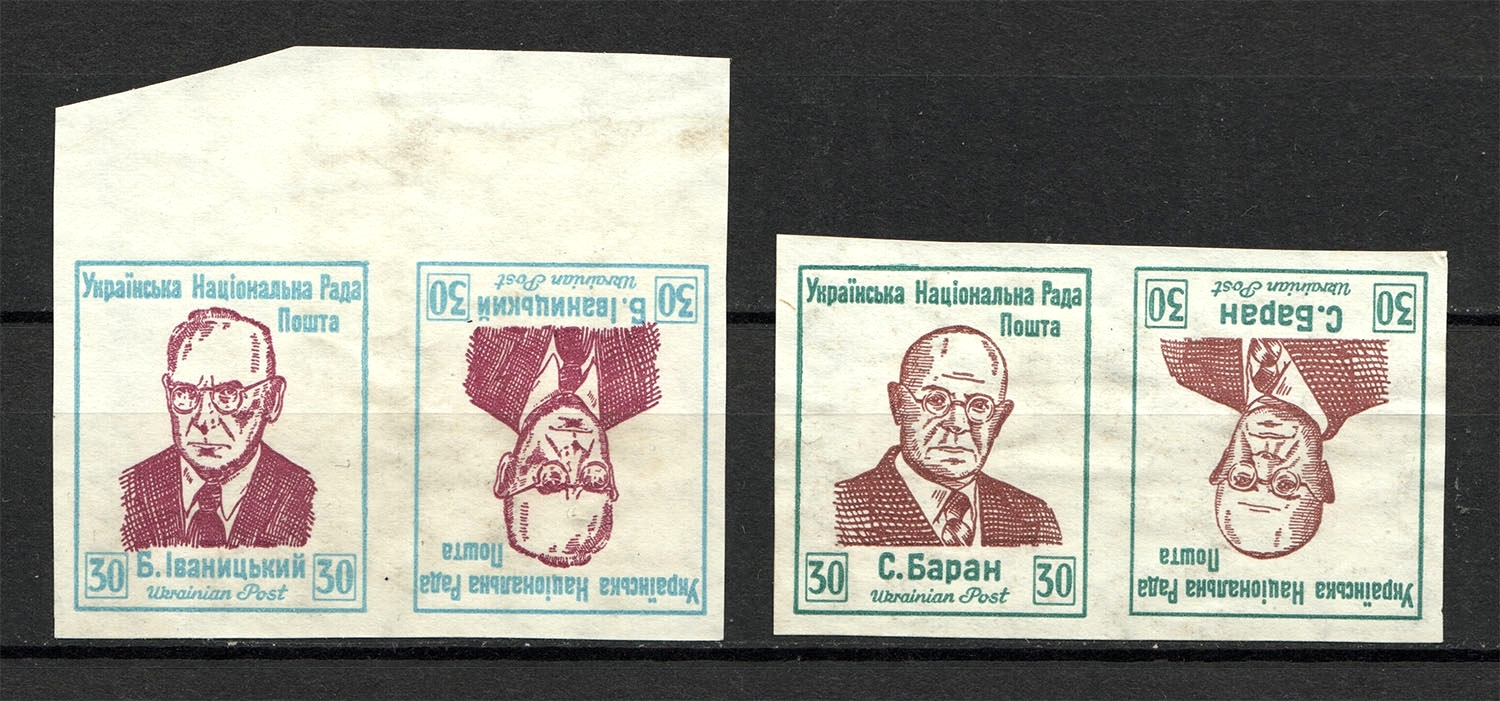 Українська Національна Рада
Пошта
30 Б. Іваницький 30
Ukrainian Post
Українська Національна Рада
Пошта
30 Б. Іваницький 30
Ukrainian Post
Українська Національна Рада
Пошта
30 С. Баран 30
Ukrainian Post
Українська Національна Рада
Пошта
30 С. Баран 30
Ukrainian Post